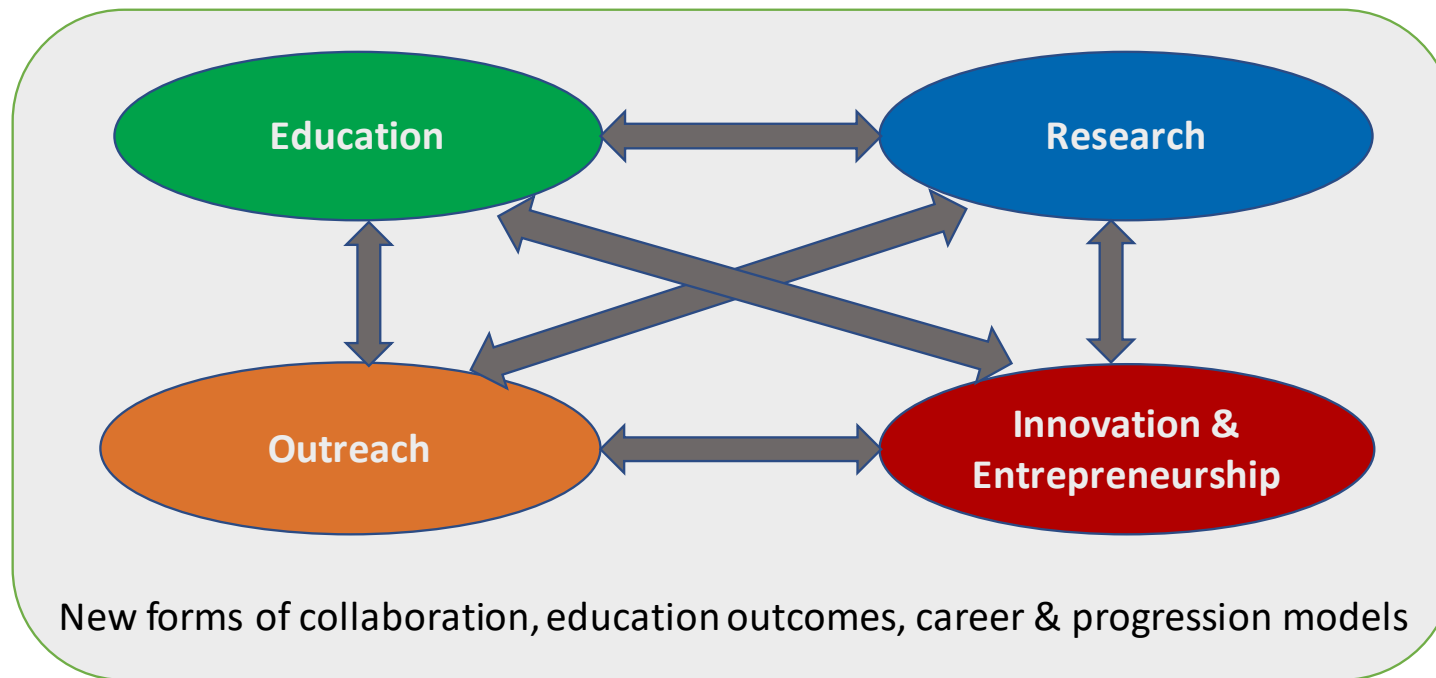 Education
Research
Outreach
Innovation &
Entrepreneurship
New forms of collaboration, education outcomes, career & progression models